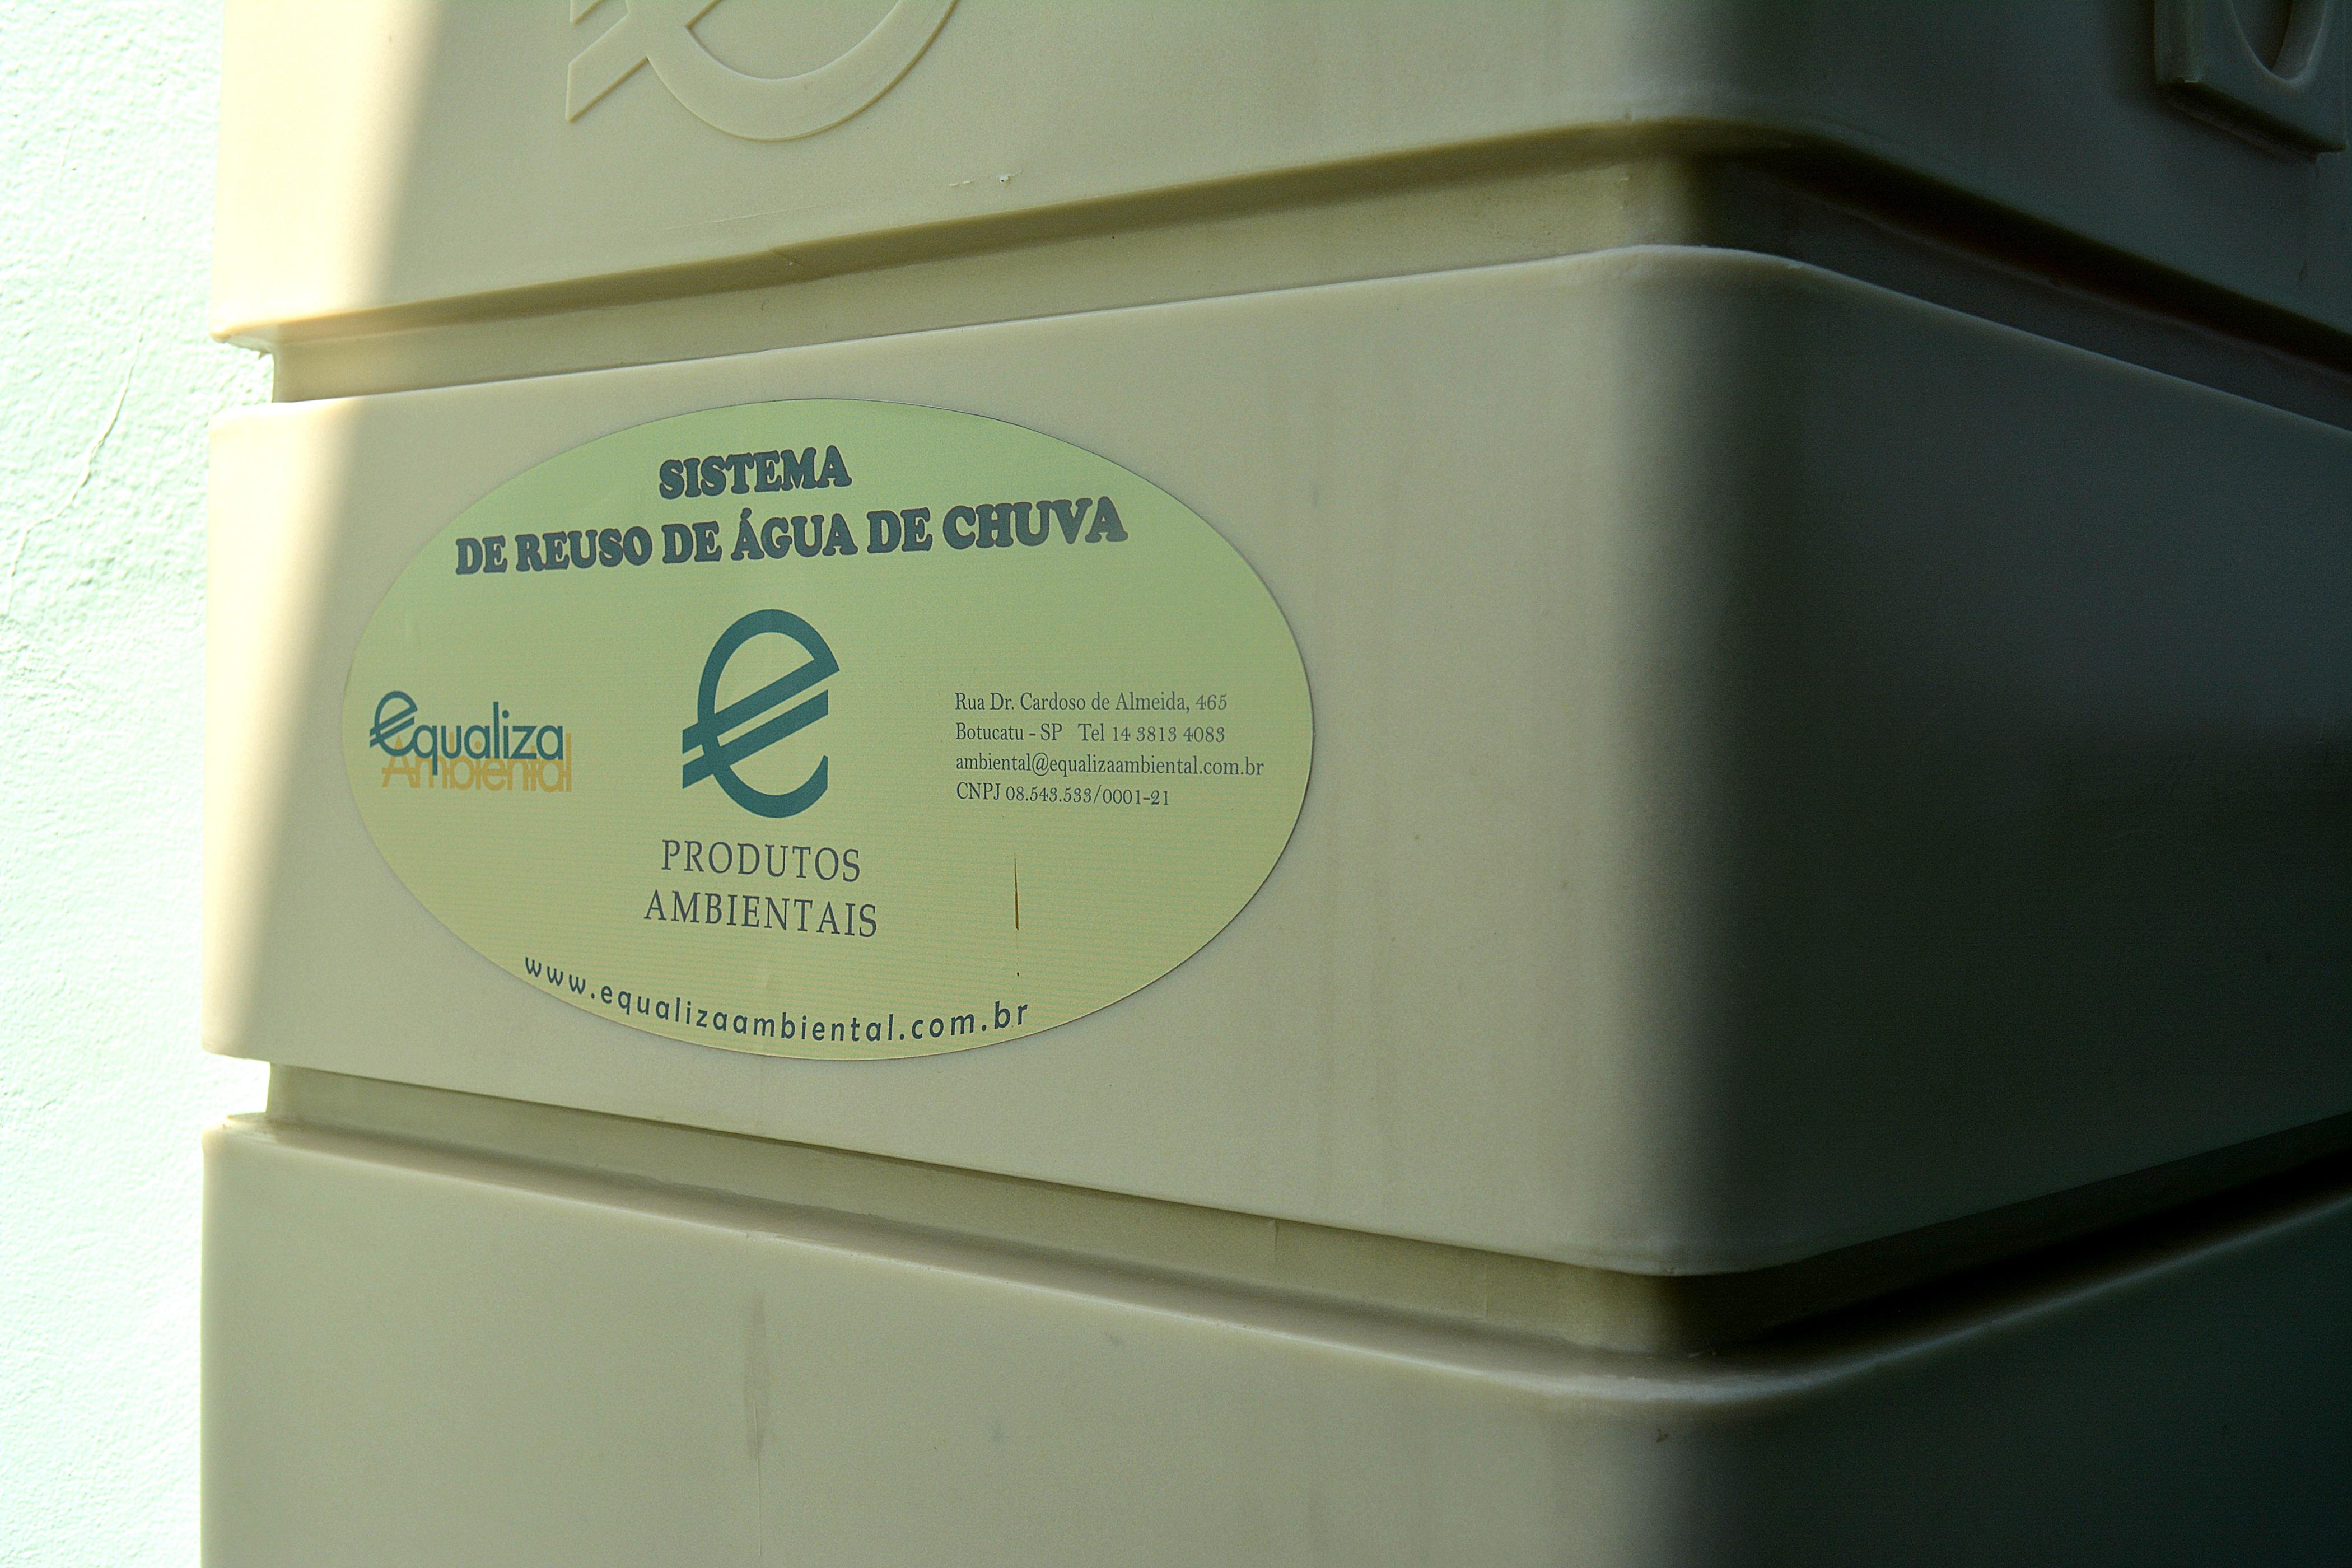 SISTEMA
DE REUSO DE ÁGUA DE CHUVA
equaliza
Ambiental
e
Rua Dr. Cardoso de Almeida, 465
Botucatu - SP Tel 14 3813 4083
ambiental@equalizaambiental.com.br
CNPJ 08.543.533/0001-21
PRODUTOS
AMBIENTAIS
www.equalizaambiental.com.br